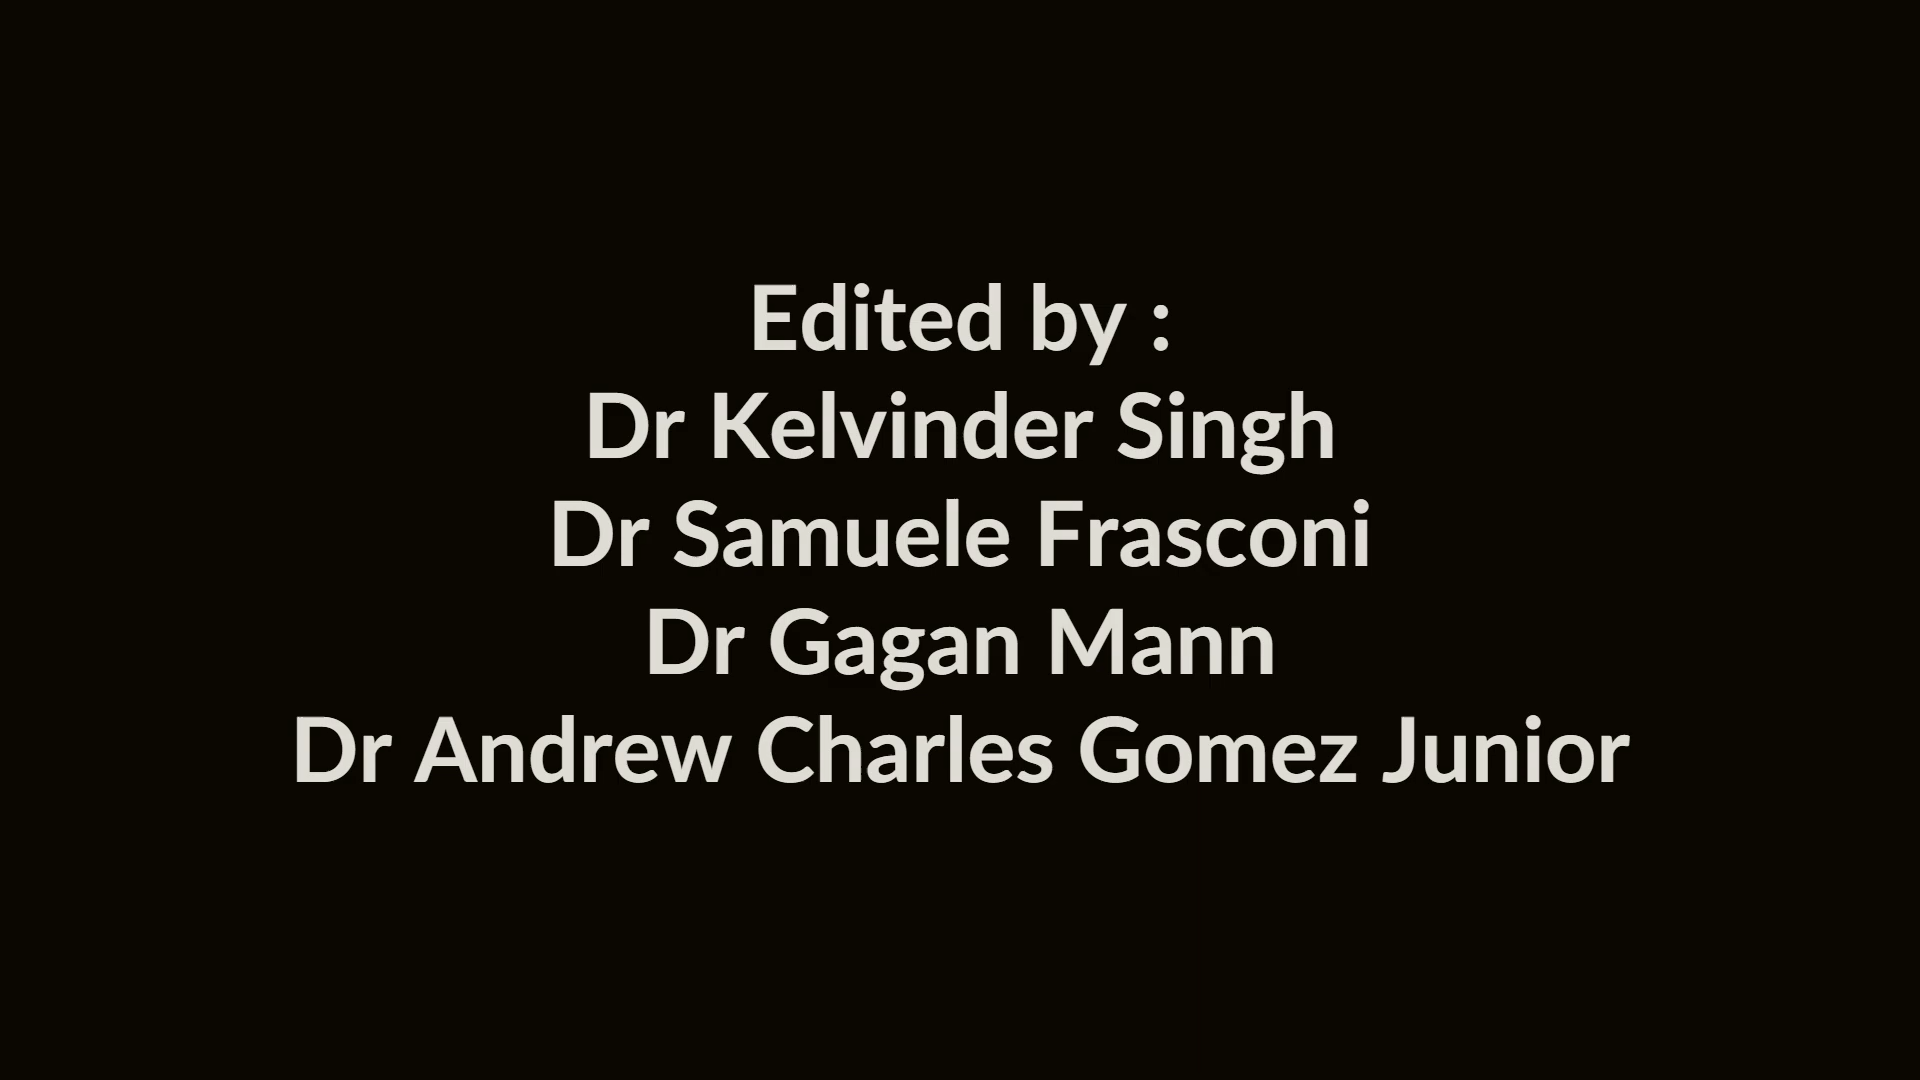 Edited by :
Dr Kelvinder Singh
Dr Samuele Frasconi
Dr Gagan Mann
Dr Andrew Charles Gomez Junior